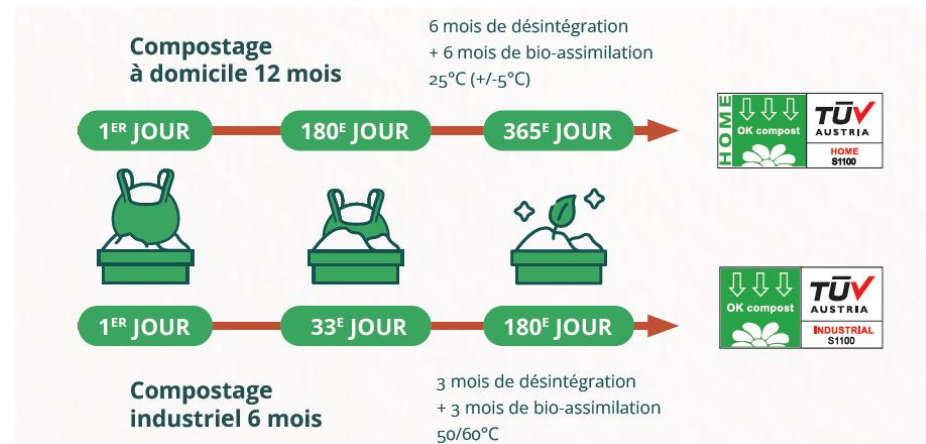 Compostage
à domicile 12 mois
6 mois de désintégration
+ 6 mois de bio-assimilation
25°C (+/-5°C)
1ER JOUR
180E JOUR
365E JOUR
HOME
OK compost
TÜV
AUSTRIA
HOME
S1100
1ER JOUR
33E JOUR
180E JOUR
OK compost
TÜV
AUSTRIA
INDUSTRIAL
S1100
Compostage
industriel 6 mois
3 mois de désintégration
+ 3 mois de bio-assimilation
50/60°C